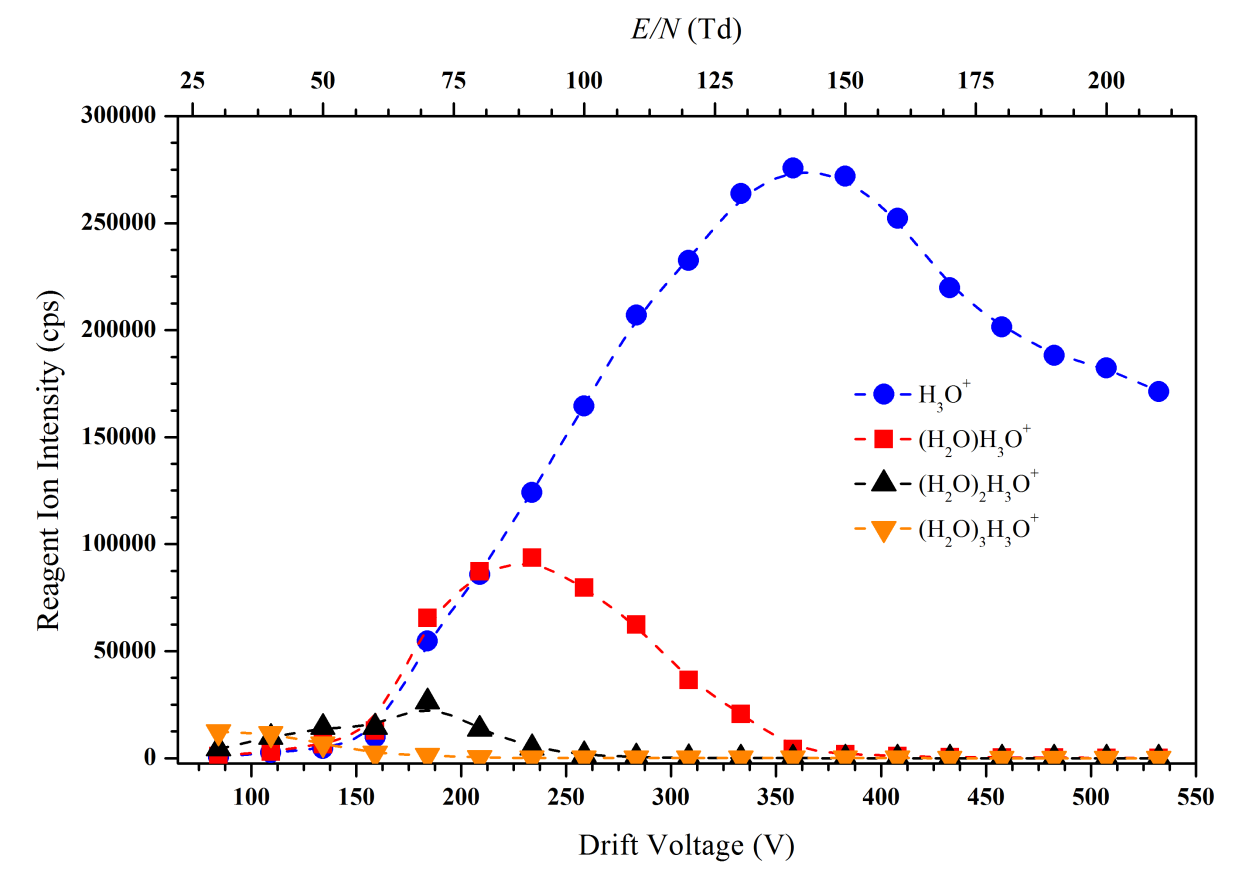 E/N (Td)
25 50 75 100 125 150 175 200
300000
250000
200000
150000
100000
50000
0
Reagent Ion Intensity (cps)
H₃O⁺
(H₂O)H₃O⁺
(H₂O)₂H₃O⁺
(H₂O)₃H₃O⁺
100 150 200 250 300 350 400 450 500 550
Drift Voltage (V)